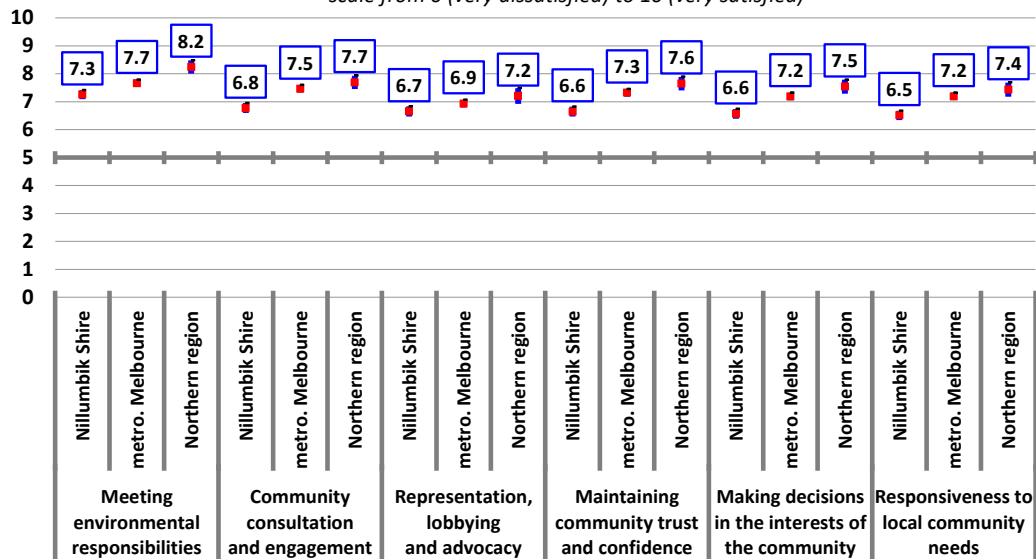 scale from 0 (very dissatisfied) to 10 (very satisfied)
10
9
8
7
6
5
4
3
2
1
0
7.3
7.7
8.2
6.8
7.5
7.7
6.7
6.9
7.2
6.6
7.3
7.6
6.6
7.2
7.5
6.5
7.2
7.4
Nillumbik Shire
metro. Melbourne
Northern region
Nillumbik Shire
metro. Melbourne
Northern region
Nillumbik Shire
metro. Melbourne
Northern region
Nillumbik Shire
metro. Melbourne
Northern region
Nillumbik Shire
metro. Melbourne
Northern region
Nillumbik Shire
metro. Melbourne
Northern region
Meeting
environmental
responsibilities
Community
consultation
and engagement
Representation,
lobbying
and advocacy
Maintaining
community trust
and confidence
Making decisions
in the interests of
the community
Responsiveness to
local community
needs